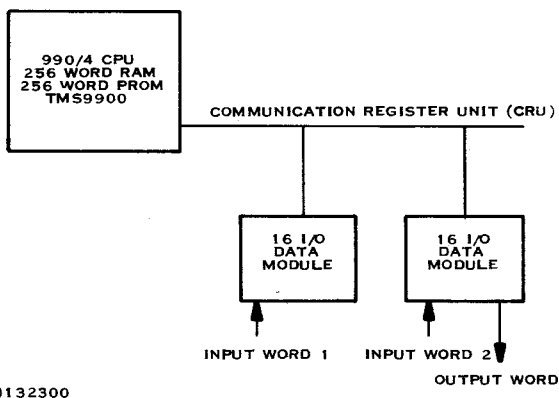 990/4 CPU
256 WORD RAM
256 WORD PROM
TMS9900
COMMUNICATION REGISTER UNIT (CRU)
16 I/O
DATA
MODULE
16 I/O
DATA
MODULE
INPUT WORD 1
INPUT WORD 2
OUTPUT WORD
132300